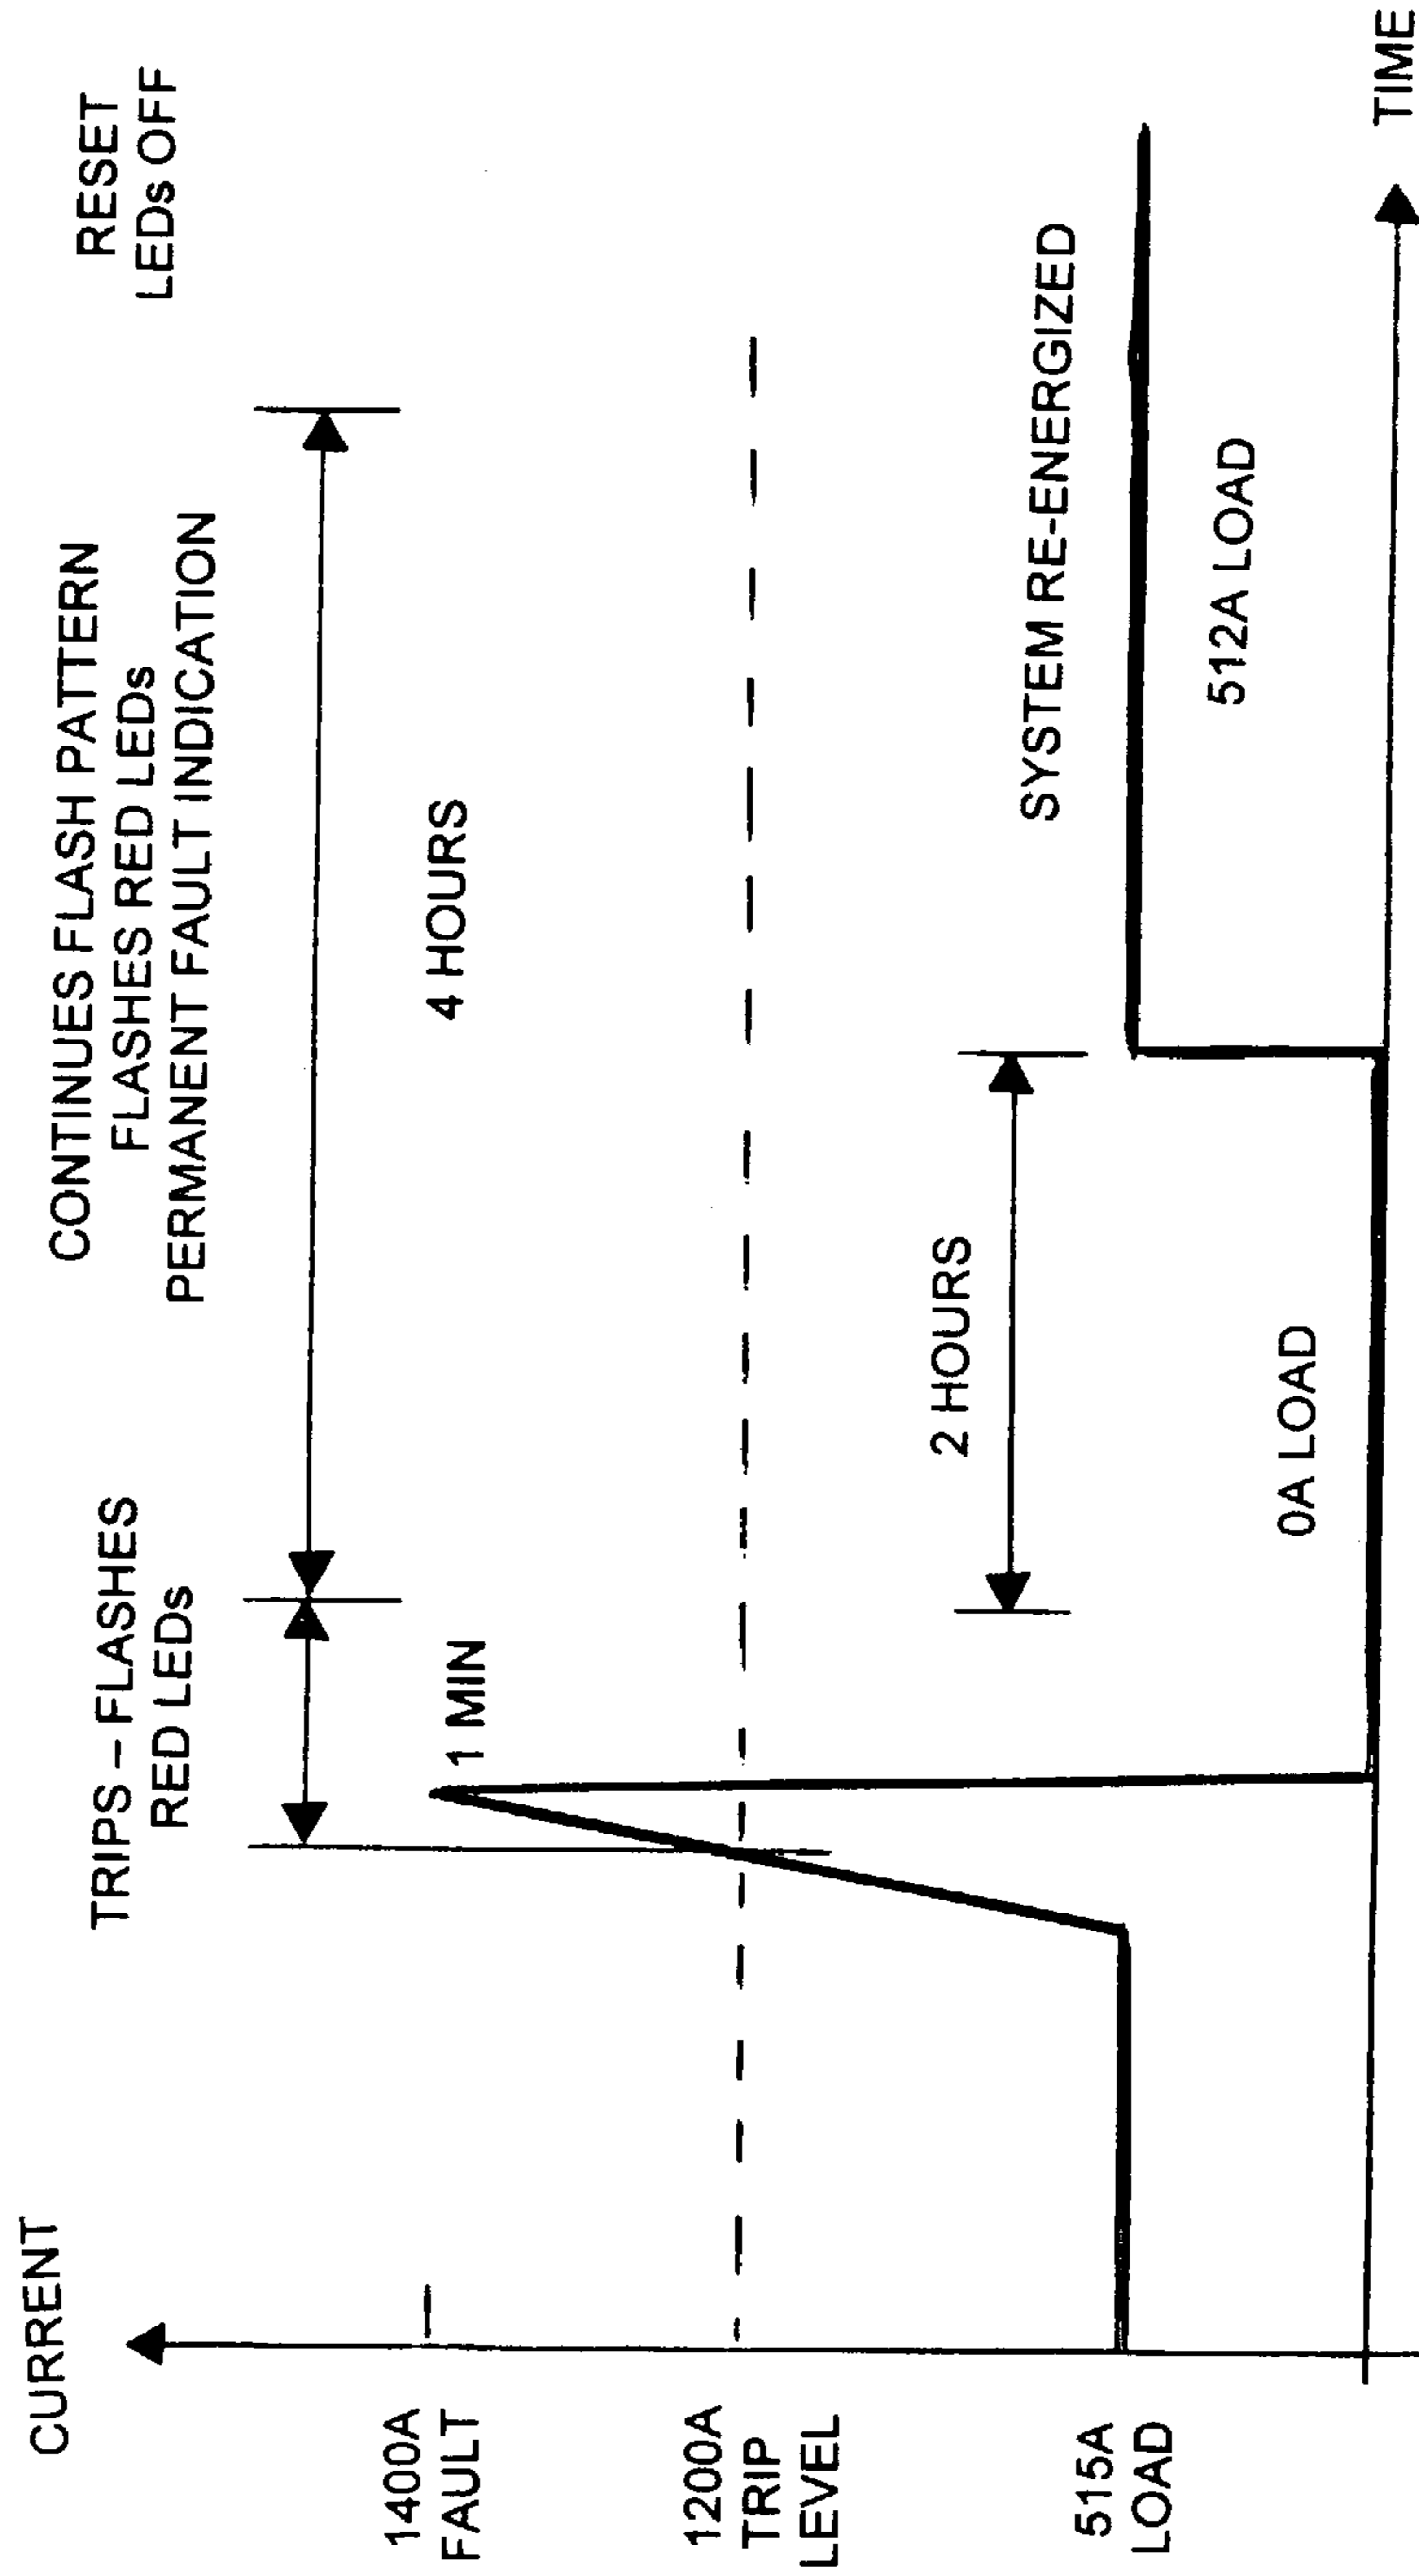 CURRENT
TRIPS – FLASHES
RED LEDs
CONTINUES FLASH PATTERN
FLASHES RED LEDs
PERMANENT FAULT INDICATION
RESET
LEDs OFF
1400A
FAULT
1 MIN
4 HOURS
1200A
TRIP
LEVEL
2 HOURS
SYSTEM RE-ENERGIZED
515A
LOAD
0A LOAD
512A LOAD
TIME